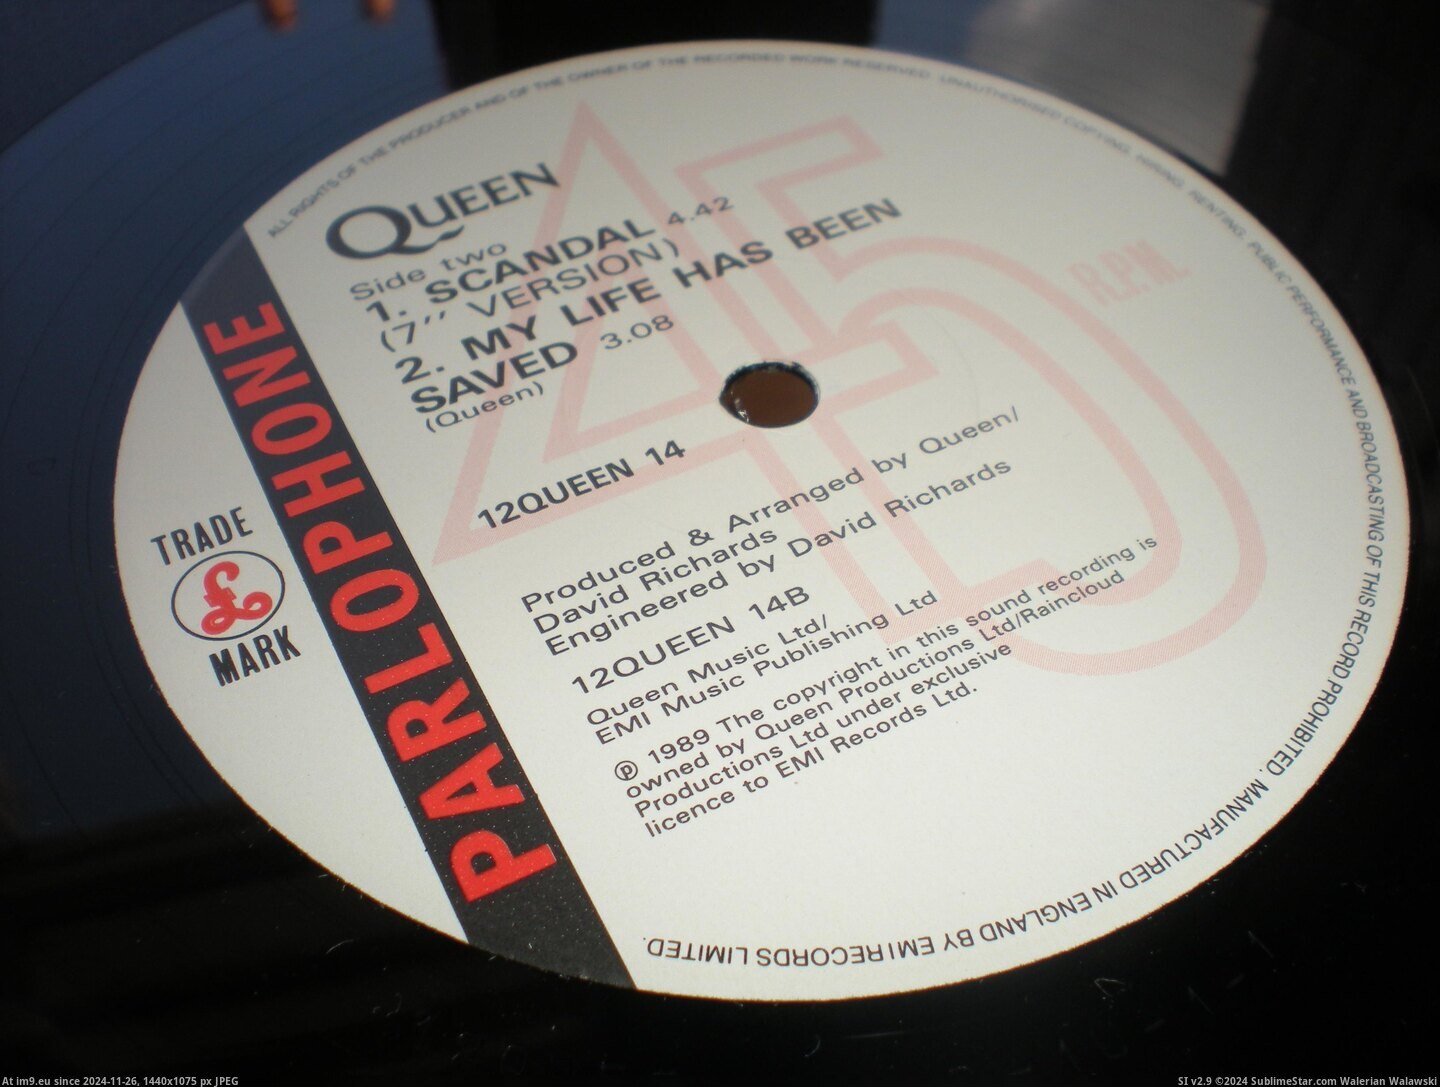 ALL RIGHTS OF THE PRODUCER AND OF THE OWNER OF THE RECORDED WORK RESERVED. UNAUTHORISED COPYING, HIRING, RENTING, PUBLIC PERFORMANCE AND BROADCASTING OF THIS RECORD PROHIBITED. MANUFACTURED IN ENGLAND BY EMI RECORDS LIMITED.
QUEEN
Side two
1. SCANDAL 4.42
(7'' VERSION)
2. MY LIFE HAS BEEN
SAVED 3.08
(Queen)
45 R.P.M.
12QUEEN 14
Produced & Arranged by Queen/
David Richards
Engineered by David Richards
12QUEEN 14B
Queen Music Ltd/
EMI Music Publishing Ltd
℗ 1989 The copyright in this sound recording is
owned by Queen Productions Ltd/Raincloud
Productions Ltd under exclusive
licence to EMI Records Ltd.
PARLOPHONE
TRADE
£
MARK
At im9.eu since 2024-11-26, 1440x1075 px JPEG
SI v2.9 ©2024 SublimeStar.com Walerian Walawski